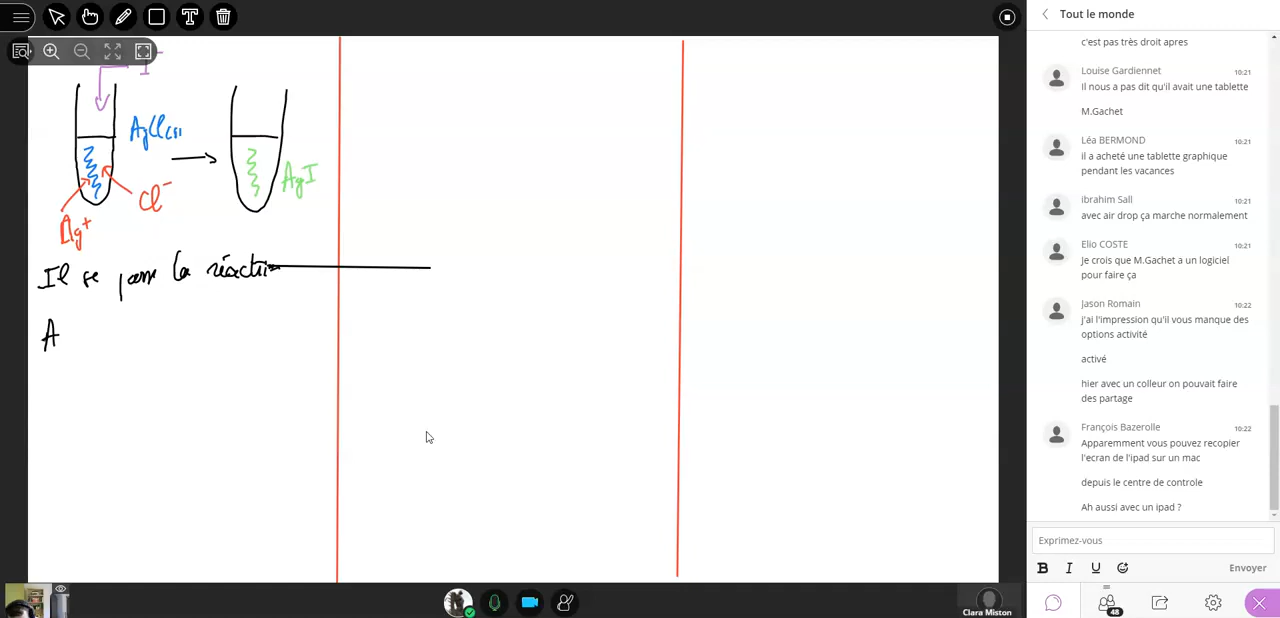 I-
AgCl(s)
AgI
Cl-
Ag+
Il se passe la réaction
A
Clara Miston
Tout le monde
c'est pas très droit apres
Louise Gardiennet 10:21
Il nous a pas dit qu'il avait une tablette
M.Gachet
Léa BERMOND 10:21
il a acheté une tablette graphique
pendant les vacances
ibrahim Sall 10:21
avec air drop ça marche normalement
Elio COSTE 10:21
Je crois que M.Gachet a un logiciel
pour faire ça
Jason Romain 10:22
j'ai l'impression qu'il vous manque des
options activité
activé
hier avec un colleur on pouvait faire
des partage
François Bazerolle 10:22
Apparemment vous pouvez recopier
l'ecran de l'ipad sur un mac
depuis le centre de controle
Ah aussi avec un ipad ?
Exprimez-vous
B I U Envoyer
48